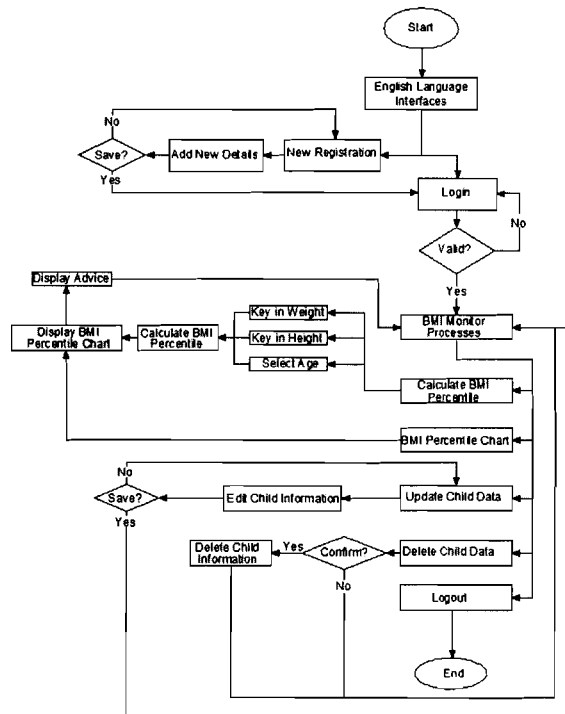 Start
English Language
Interfaces
No
Save?
Add New Details
New Registration
Yes
Login
No
Valid?
Yes
Display Advice
Key in Weight
BMI Monitor
Processes
Display BMI
Percentile Chart
Calculate BMI
Percentile
Key in Height
Select Age
Calculate BMI
Percentile
BMI Percentile Chart
No
Save?
Edit Child Information
Update Child Data
Yes
Delete Child
Information
Yes
Confirm?
Delete Child Data
No
Logout
End